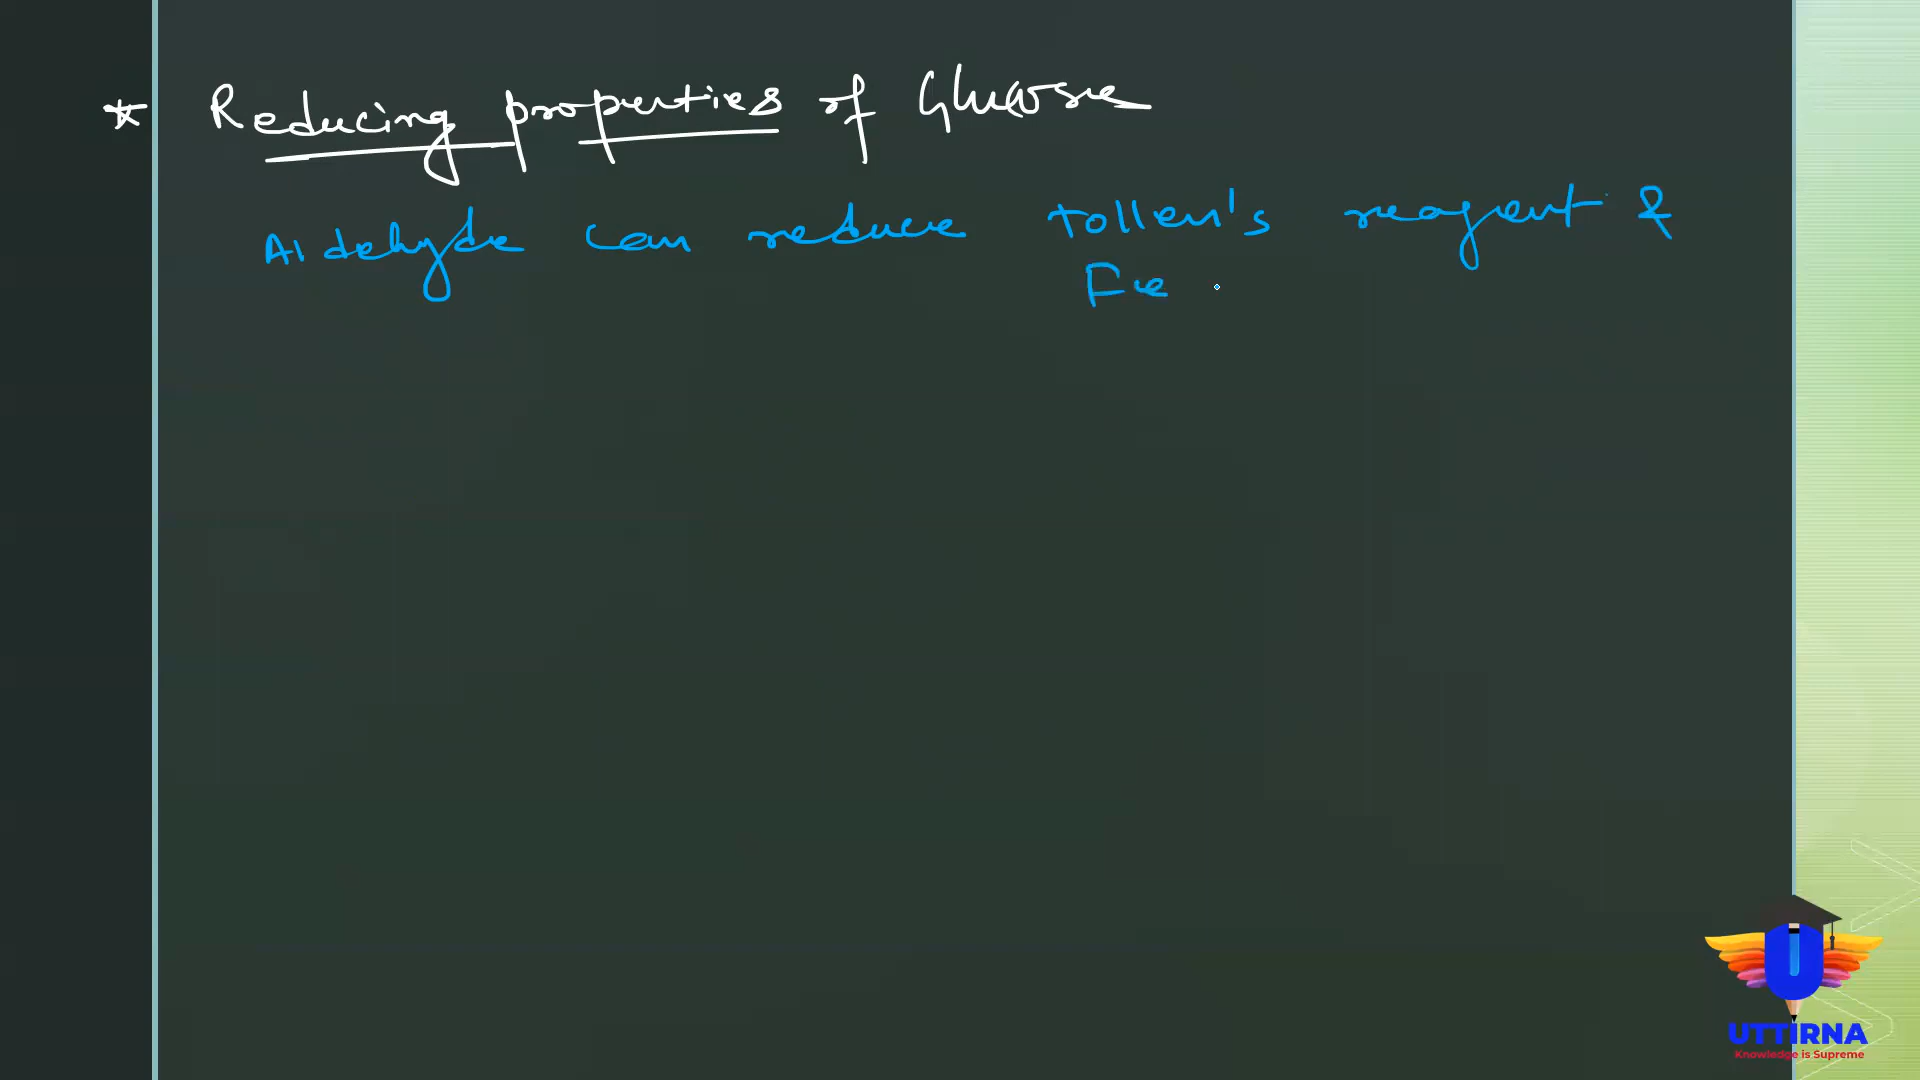 * Reducing properties of Glucose
Aldehyde can reduce tollen's reagent &
Fe
UTTIRNA
Knowledge is Supreme